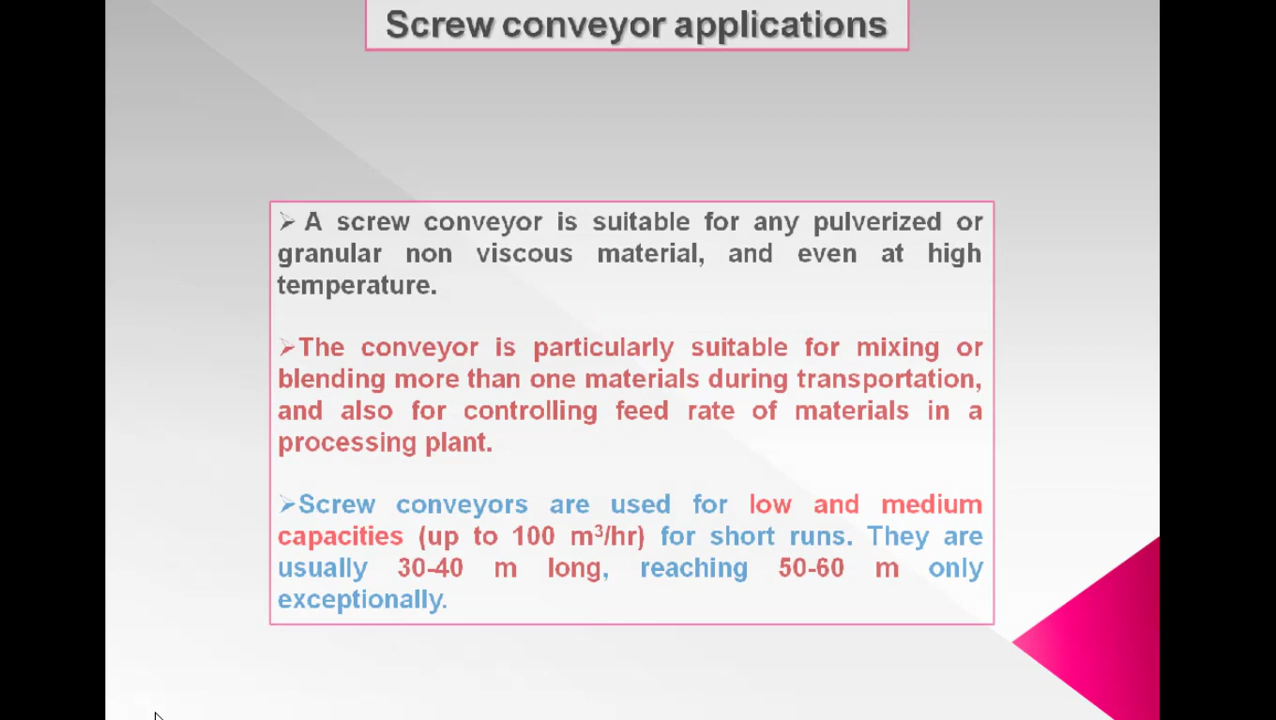 Screw conveyor applications
➢ A screw conveyor is suitable for any pulverized or
granular non viscous material, and even at high
temperature.
➢The conveyor is particularly suitable for mixing or
blending more than one materials during transportation,
and also for controlling feed rate of materials in a
processing plant.
➢Screw conveyors are used for low and medium
capacities (up to 100 m³/hr) for short runs. They are
usually 30-40 m long, reaching 50-60 m only
exceptionally.